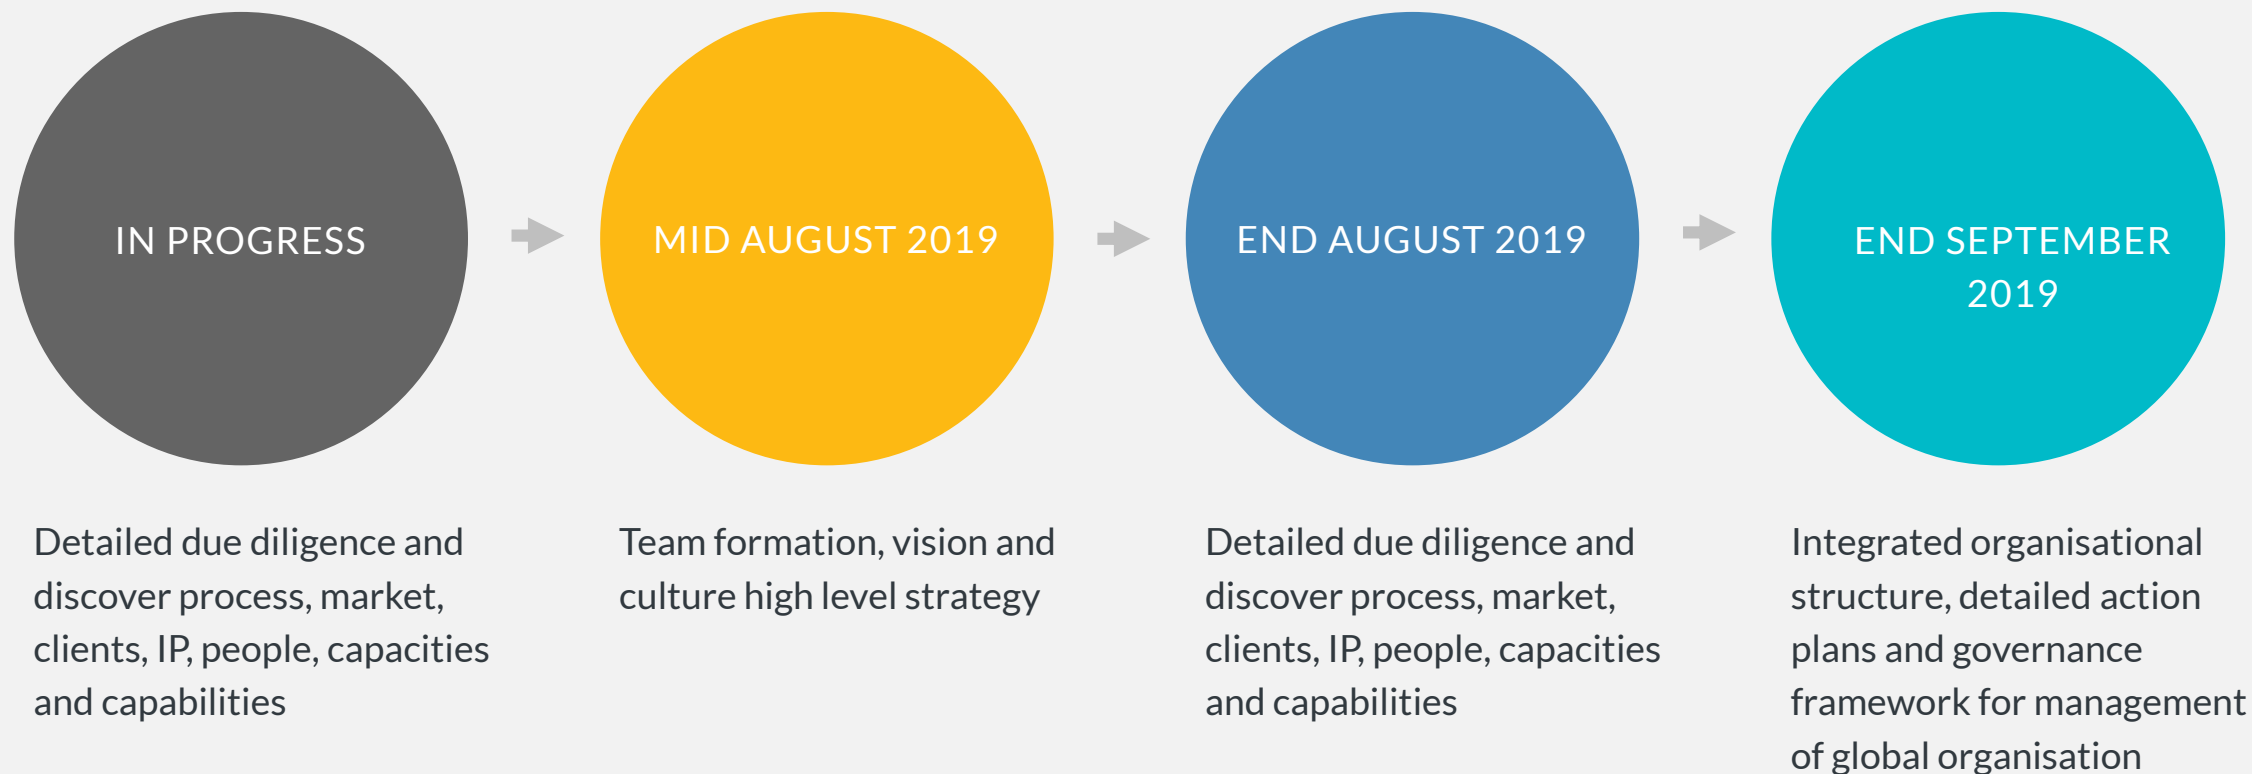 IN PROGRESS
MID AUGUST 2019
END AUGUST 2019
END SEPTEMBER
2019
Detailed due diligence and
discover process, market,
clients, IP, people, capacities
and capabilities
Team formation, vision and
culture high level strategy
Detailed due diligence and
discover process, market,
clients, IP, people, capacities
and capabilities
Integrated organisational
structure, detailed action
plans and governance
framework for management
of global organisation